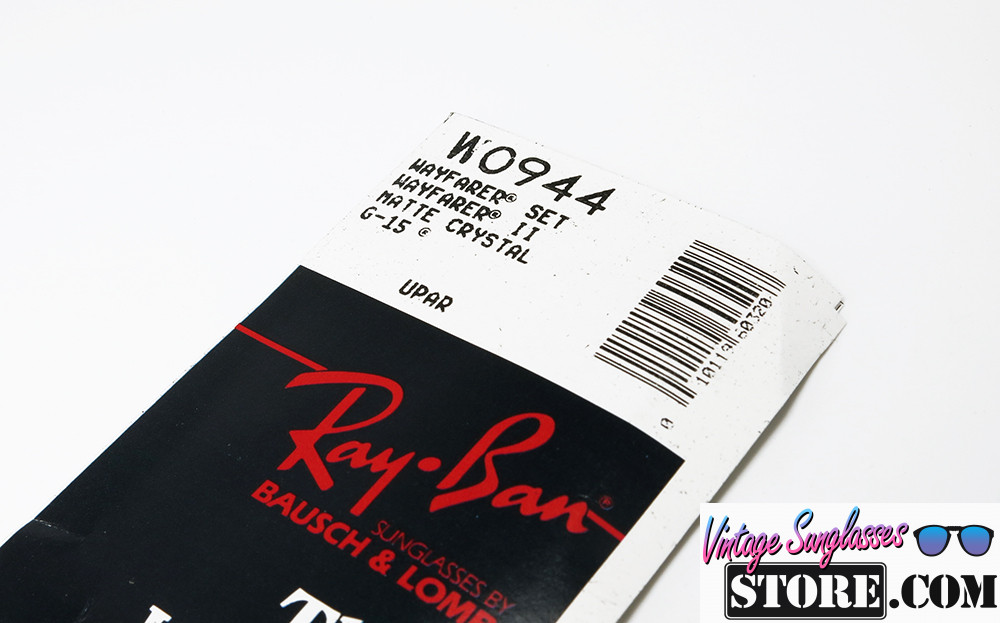 W0944
WAYFARER® SET
WAYFARER® II
MATTE CRYSTAL
G-15 ©
UPAR
Ray-Ban®
SUNGLASSES BY
BAUSCH & LOMB
Vintage Sunglasses
STORE.COM